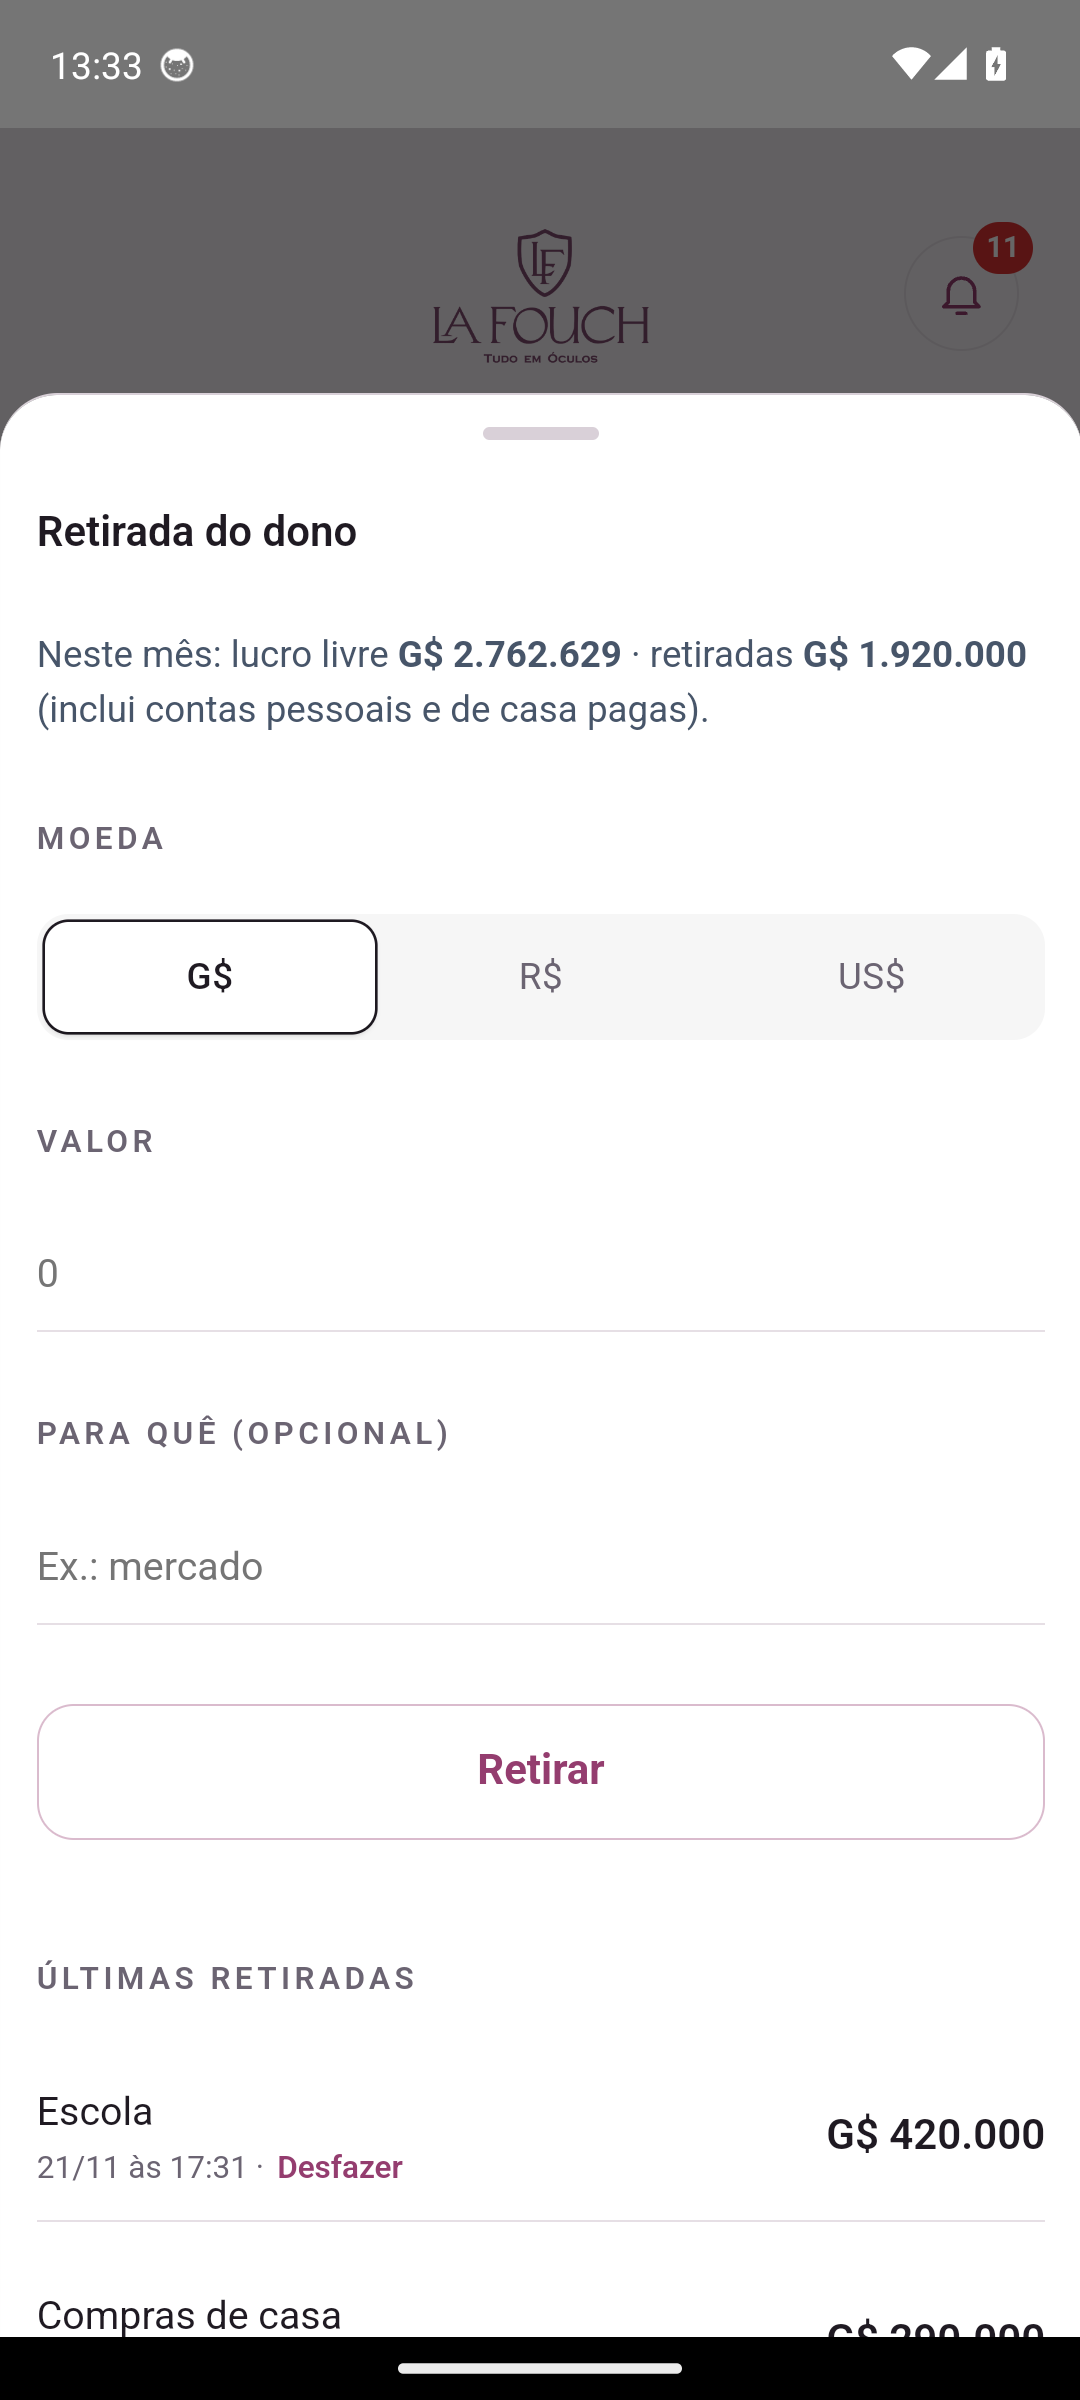 13:33
11
LF
LA FOUCH
TUDO EM ÓCULOS
Retirada do dono
Neste mês: lucro livre G$ 2.762.629 · retiradas G$ 1.920.000
(inclui contas pessoais e de casa pagas).
MOEDA
G$ R$ US$
VALOR
0
PARA QUÊ (OPCIONAL)
Ex.: mercado
Retirar
ÚLTIMAS RETIRADAS
Escola
G$ 420.000
21/11 às 17:31 · Desfazer
Compras de casa